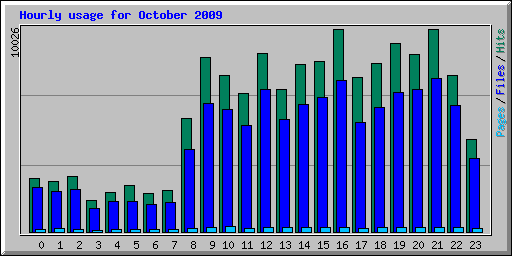 Hourly usage for October 2009
10026
Pages/Files/Hits
0 1 2 3 4 5 6 7 8 9 10 11 12 13 14 15 16 17 18 19 20 21 22 23